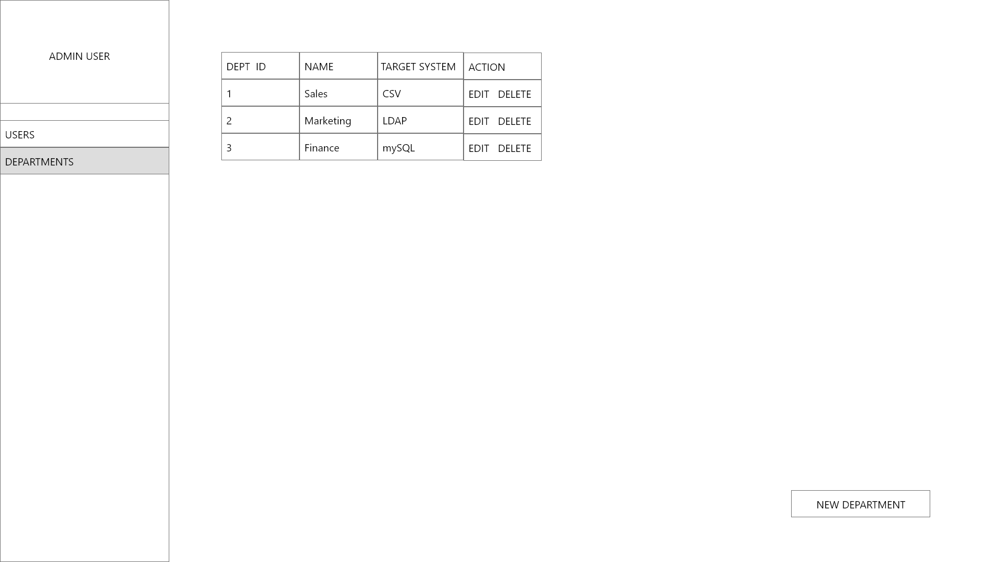 ADMIN USER
USERS
DEPARTMENTS
DEPT ID NAME TARGET SYSTEM ACTION
1 Sales CSV EDIT DELETE
2 Marketing LDAP EDIT DELETE
3 Finance mySQL EDIT DELETE
NEW DEPARTMENT